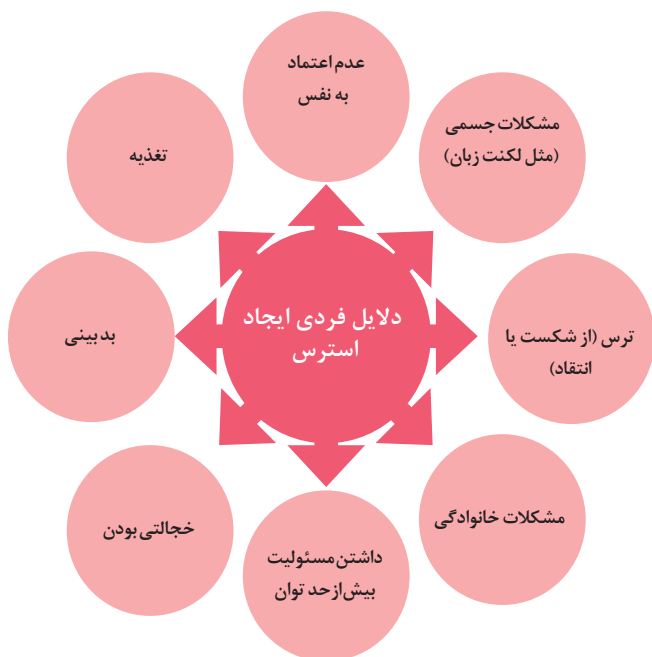 دلایل فردی ایجاد
استرس
عدم اعتماد
به نفس
مشکلات جسمی
(مثل لکنت زبان)
ترس (از شکست یا
انتقاد)
مشکلات خانوادگی
داشتن مسئولیت
بیش از حد توان
خجالتی بودن
بدبینی
تغذیه